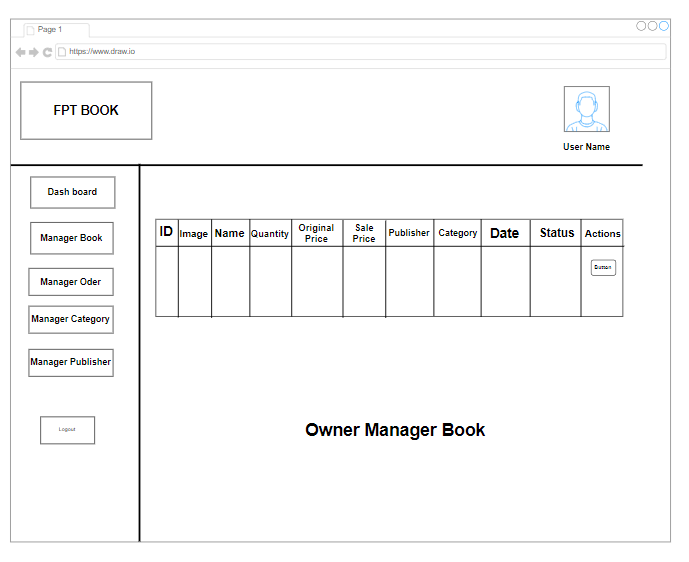 Page 1
https://www.draw.io
FPT BOOK
User Name
Dash board
Manager Book
Manager Oder
Manager Category
Manager Publisher
Logout
ID Image Name Quantity Original Price Sale Price Publisher Category Date Status Actions
Button
Owner Manager Book